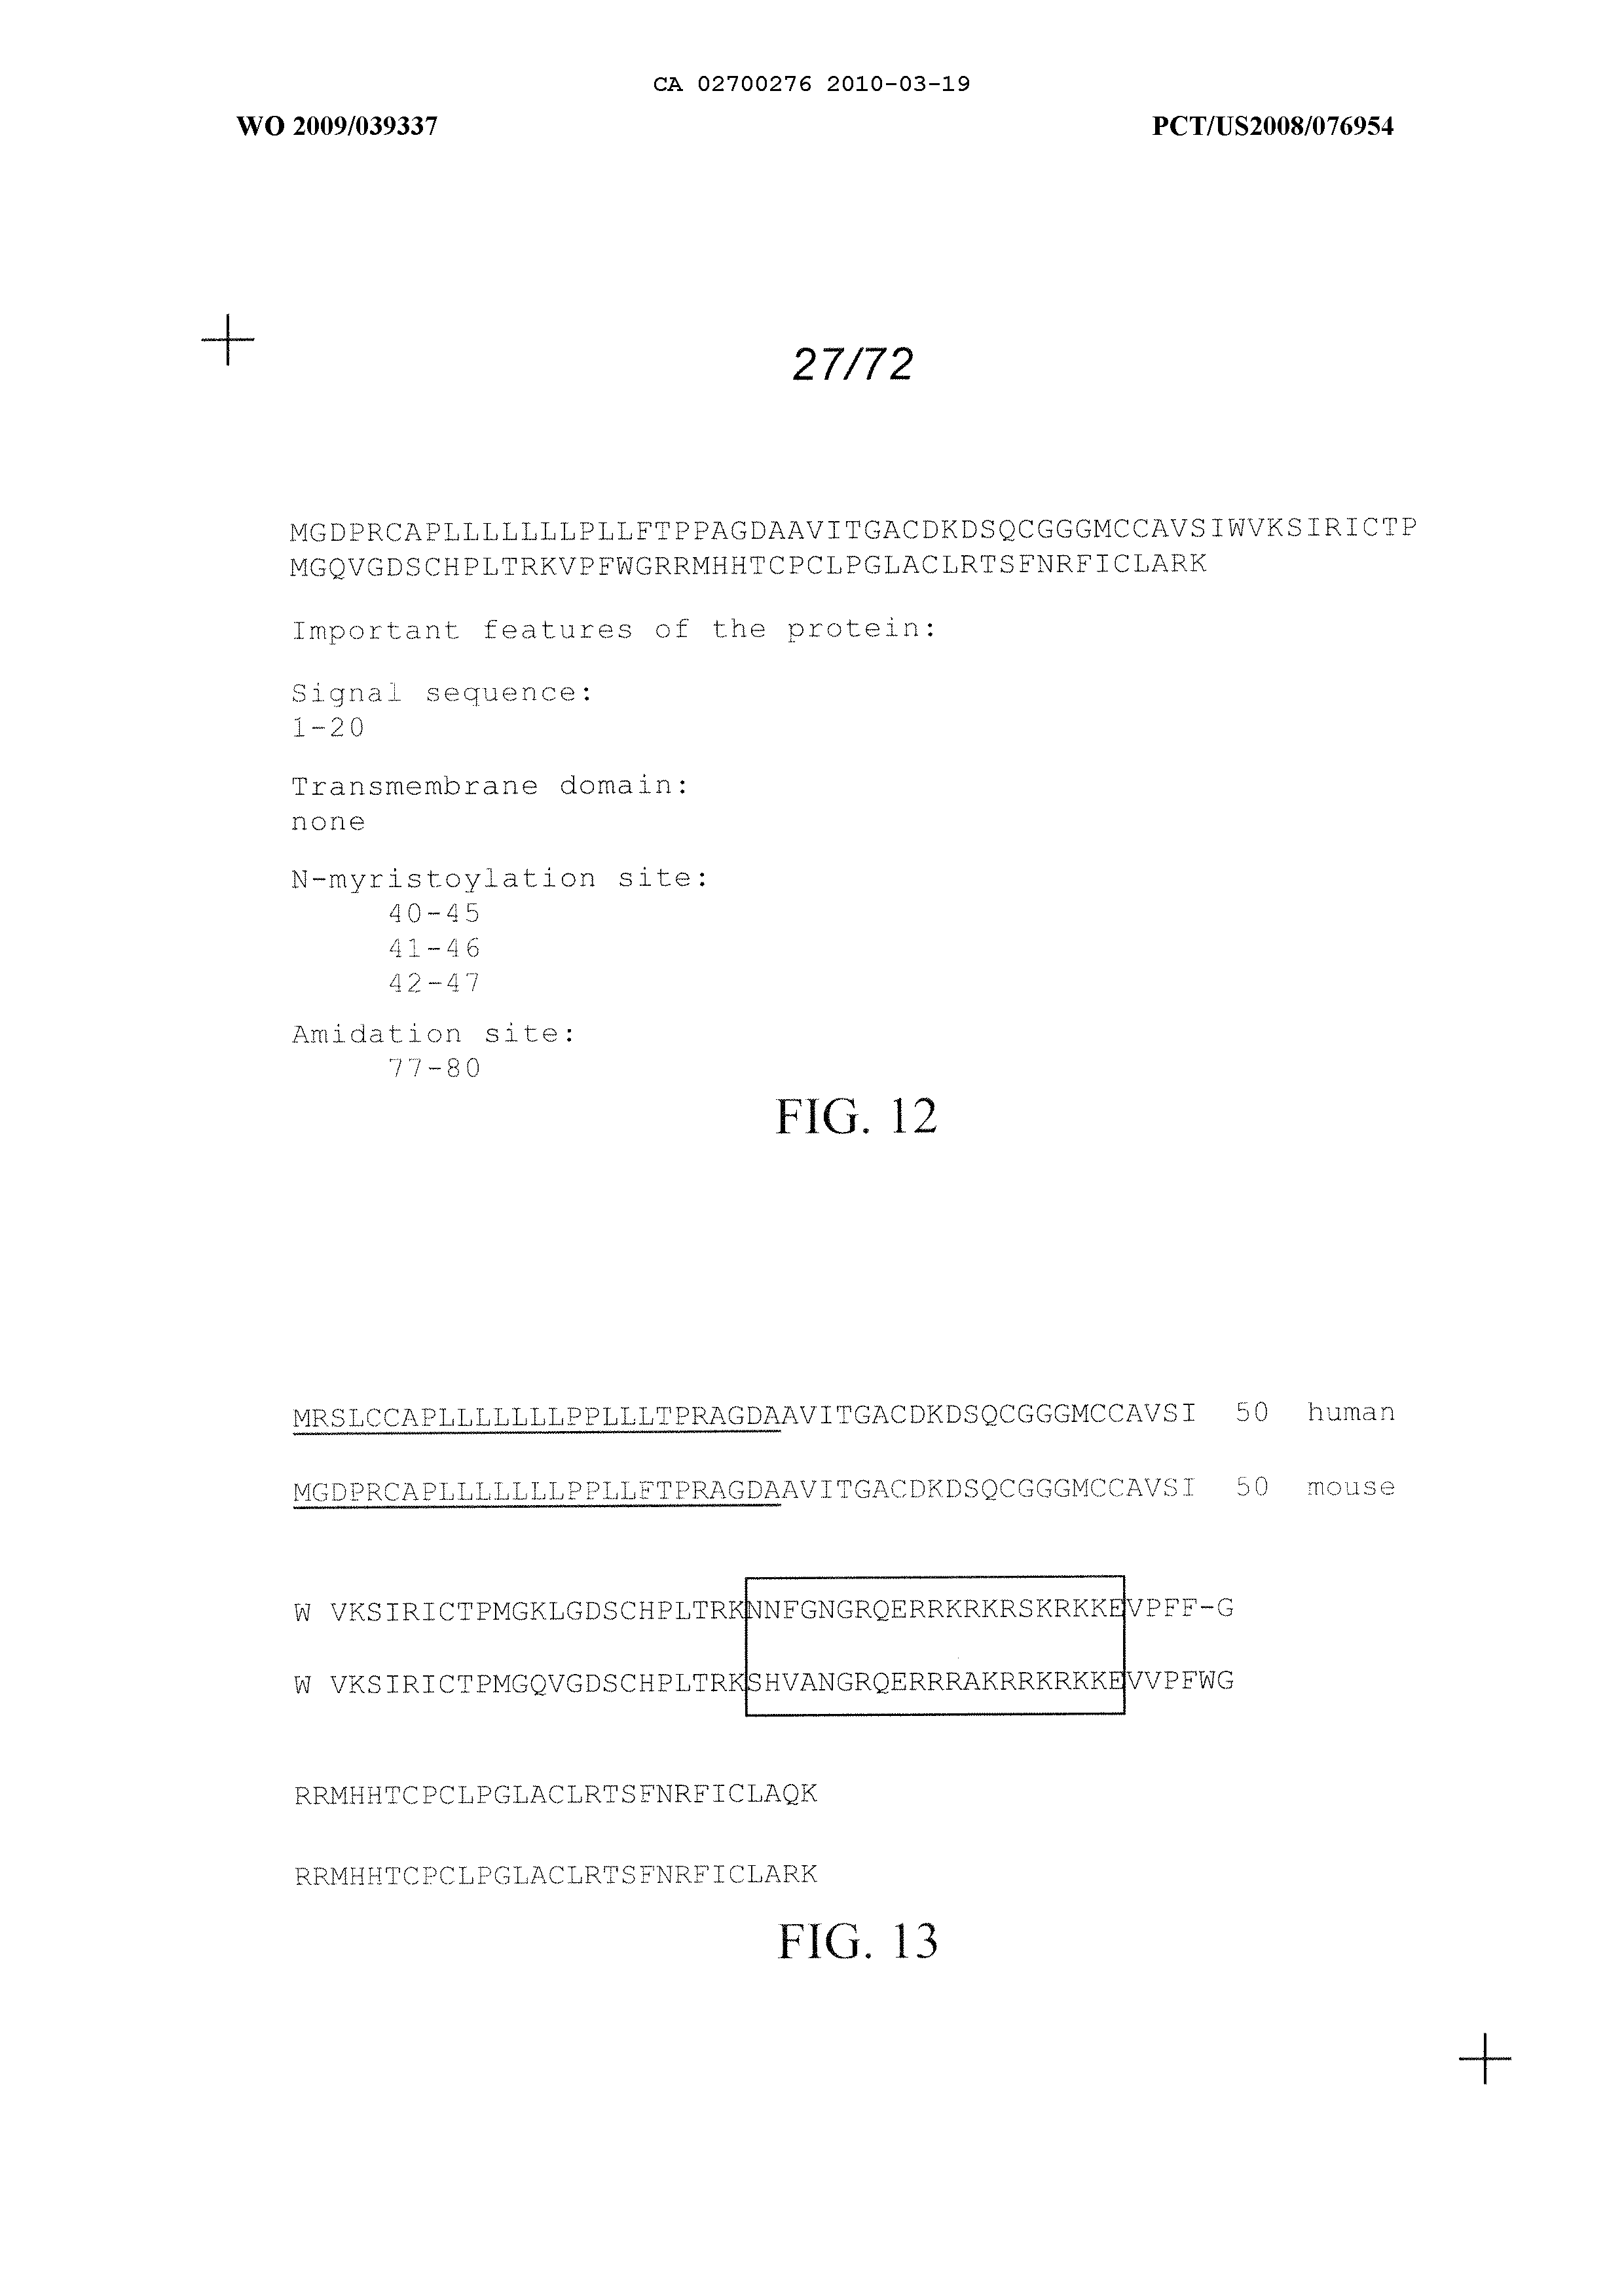 CA 02700276 2010-03-19
WO 2009/039337 PCT/US2008/076954
27/72
MGDPRCAPLLLLLLLPLLFTPPAGDAAVITGACDKDSQCGGGMCCAVSIWVKSIRICTP
MGQVGDSCHPLTRKVPFWGRRMHHTCPCLPGLACLRTSFNRFICLARK
Important features of the protein:
Signal sequence:
1-20
Transmembrane domain:
none
N-myristoylation site:
40-45
41-46
42-47
Amidation site:
77-80
FIG. 12
MRSLCCAPLLLLLLLPPLLLTPRAGDAAVITGACDKDSQCGGGMCCAVSI 50 human
MGDPRCAPLLLLLLLPPLLFTPRAGDAAVITGACDKDSQCGGGMCCAVSI 50 mouse
W VKSIRICTPMGKLGDSCHPLTRKNNFGNGRQERRKRKRSKRKKEVPFF-G
W VKSIRICTPMGQVGDSCHPLTRKSHVANGRQERRRAKRRKRKKEVVPFWG
RRMHHTCPCLPGLACLRTSFNRFICLAQK
RRMHHTCPCLPGLACLRTSFNRFICLARK
FIG. 13